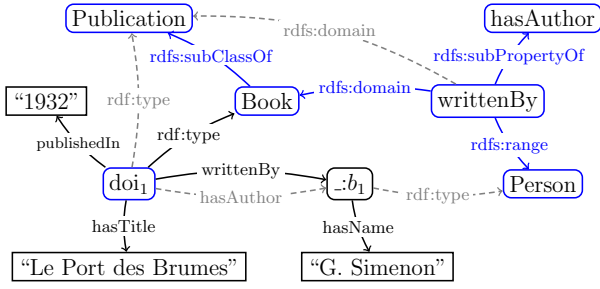 Publication
hasAuthor
rdfs:domain
rdfs:subClassOf
rdfs:subPropertyOf
"1932"
rdf:type
Book
rdfs:domain
writtenBy
publishedIn
rdf:type
rdfs:range
doi₁
writtenBy
hasAuthor
_:b₁
rdf:type
Person
hasTitle
hasName
“Le Port des Brumes”
“G. Simenon”